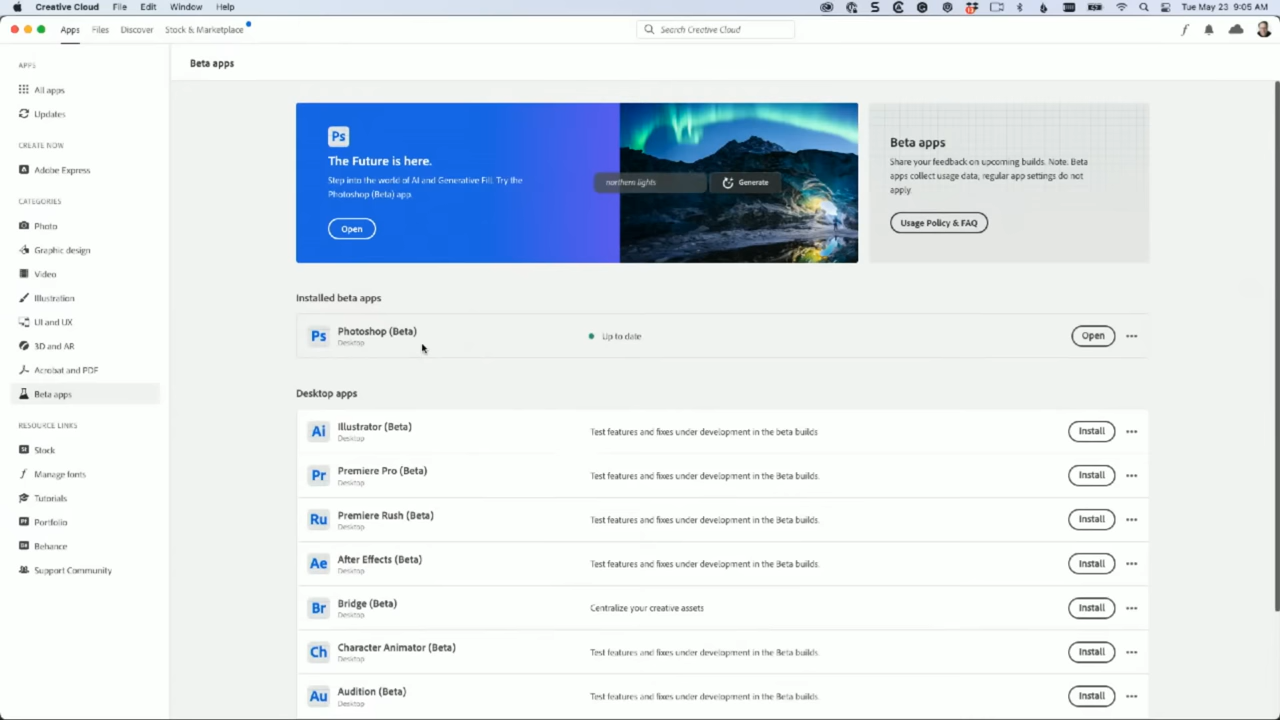 Creative Cloud File Edit Window Help
Tue May 23 9:05 AM
Apps Files Discover Stock & Marketplace
Search Creative Cloud
APPS
All apps
Updates
CREATE NOW
Adobe Express
CATEGORIES
Photo
Graphic design
Video
Illustration
UI and UX
3D and AR
Acrobat and PDF
Beta apps
RESOURCE LINKS
St Stock
Manage fonts
Tutorials
Portfolio
Behance
Support Community
Beta apps
Ps
The Future is here.
Step into the world of AI and Generative Fill. Try the
Photoshop (Beta) app.
Open
northern lights
Generate
Beta apps
Share your feedback on upcoming builds. Note: Beta
apps collect usage data, regular app settings do not
apply.
Usage Policy & FAQ
Installed beta apps
Ps Photoshop (Beta)
Desktop
Up to date
Open
Desktop apps
Ai Illustrator (Beta)
Desktop
Test features and fixes under development in the beta builds
Install
Pr Premiere Pro (Beta)
Desktop
Test features and fixes under development in the Beta builds.
Install
Ru Premiere Rush (Beta)
Desktop
Test features and fixes under development in the Beta builds.
Install
Ae After Effects (Beta)
Desktop
Test features and fixes under development in the Beta builds.
Install
Br Bridge (Beta)
Desktop
Centralize your creative assets
Install
Ch Character Animator (Beta)
Desktop
Test features and fixes under development in the Beta builds.
Install
Au Audition (Beta)
Desktop
Test features and fixes under development in the Beta builds.
Install